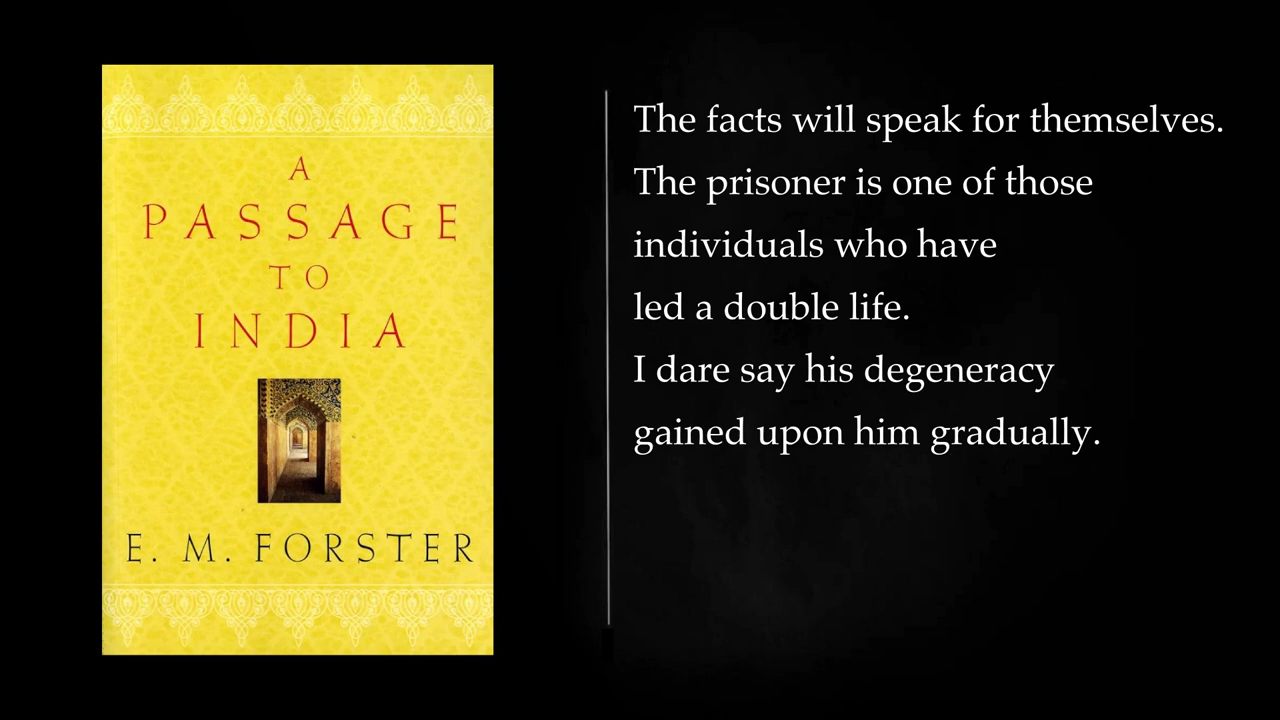 A
PASSAGE
TO
INDIA
E. M. FORSTER
The facts will speak for themselves.
The prisoner is one of those
individuals who have
led a double life.
I dare say his degeneracy
gained upon him gradually.